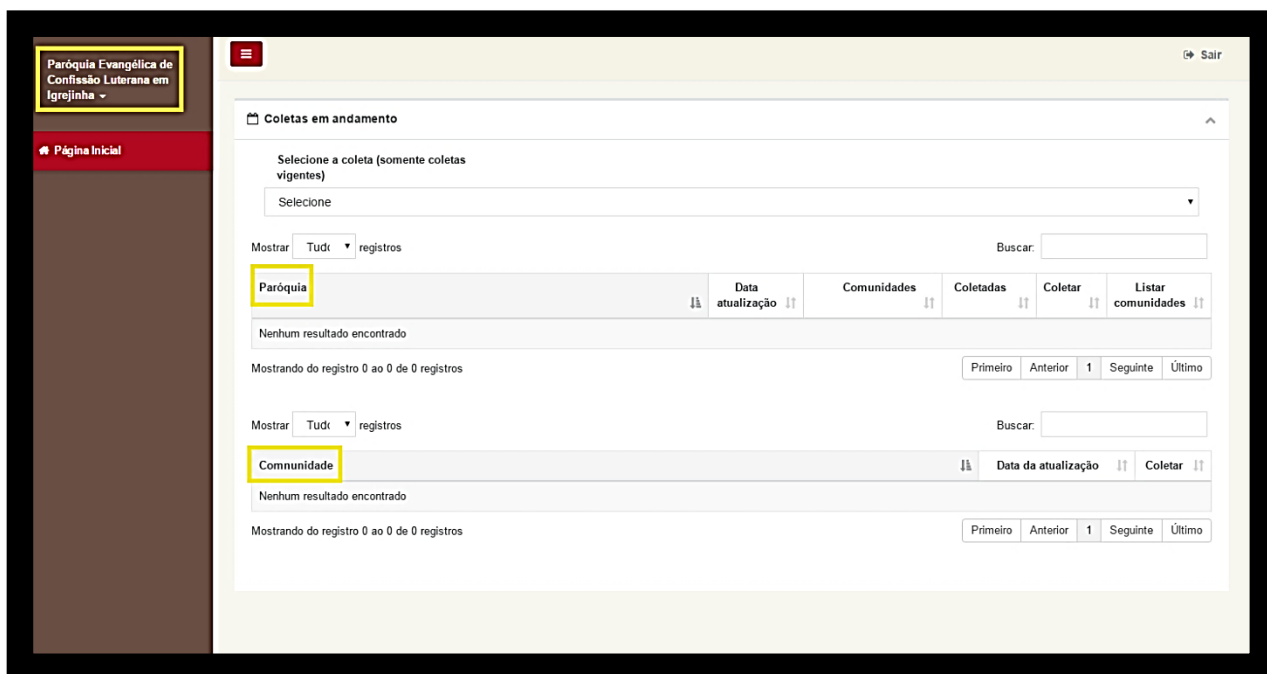 Paróquia Evangélica de
Confissão Luterana em
Igrejinha
Sair
Página Inicial
Coletas em andamento
Selecione a coleta (somente coletas
vigentes)
Selecione
Mostrar Tudo registros Buscar:
Paróquia Data atualização Comunidades Coletadas Coletar Listar comunidades
Nenhum resultado encontrado
Mostrando do registro 0 ao 0 de 0 registros Primeiro Anterior 1 Seguinte Último
Mostrar Tudo registros Buscar:
Comnunidade Data da atualização Coletar
Nenhum resultado encontrado
Mostrando do registro 0 ao 0 de 0 registros Primeiro Anterior 1 Seguinte Último